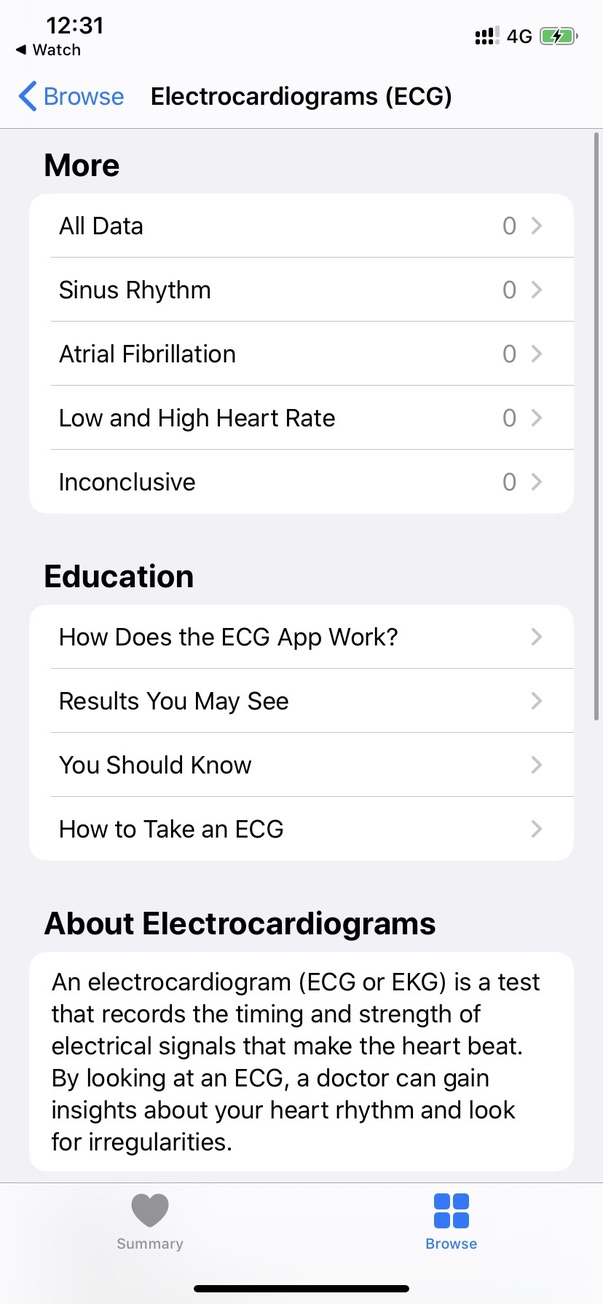 12:31
4G
◀ Watch
Browse
Electrocardiograms (ECG)
More
All Data 0
Sinus Rhythm 0
Atrial Fibrillation 0
Low and High Heart Rate 0
Inconclusive 0
Education
How Does the ECG App Work?
Results You May See
You Should Know
How to Take an ECG
About Electrocardiograms
An electrocardiogram (ECG or EKG) is a test
that records the timing and strength of
electrical signals that make the heart beat.
By looking at an ECG, a doctor can gain
insights about your heart rhythm and look
for irregularities.
Summary
Browse